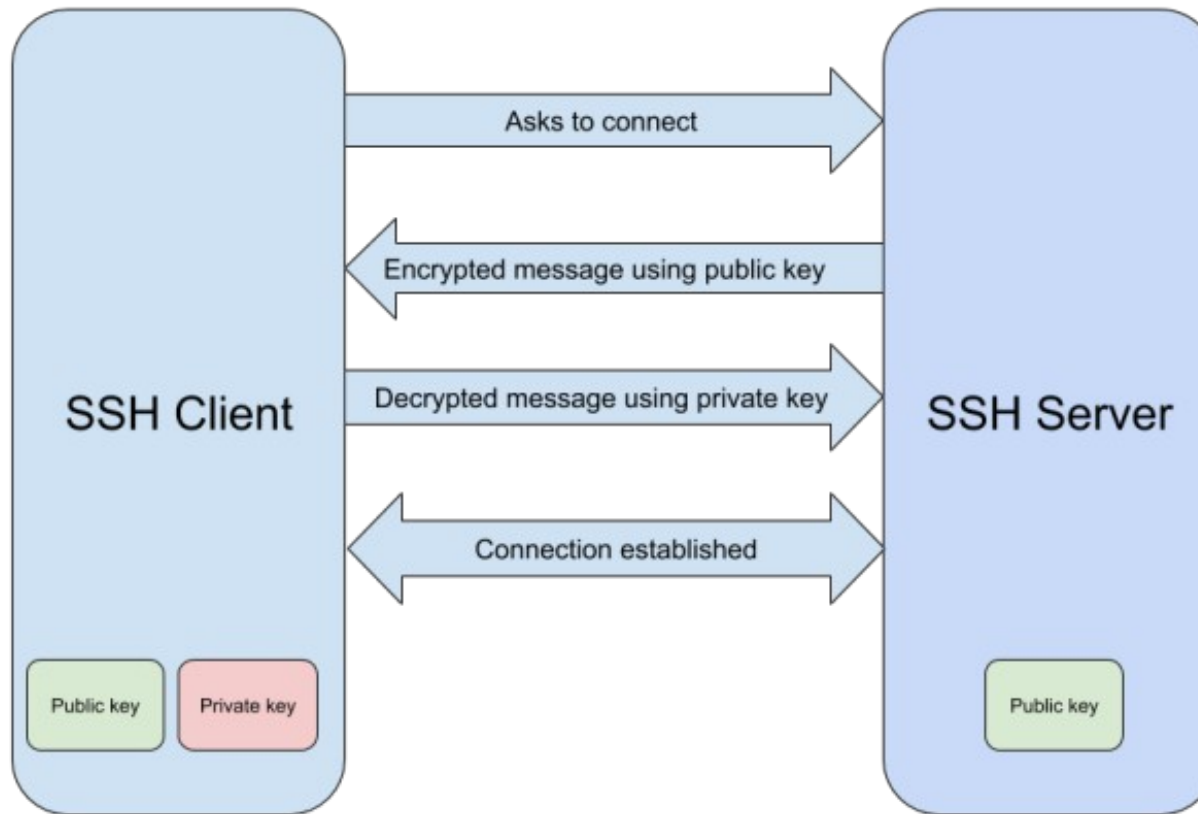 Asks to connect
Encrypted message using public key
Decrypted message using private key
SSH Client
SSH Server
Connection established
Public key
Private key
Public key